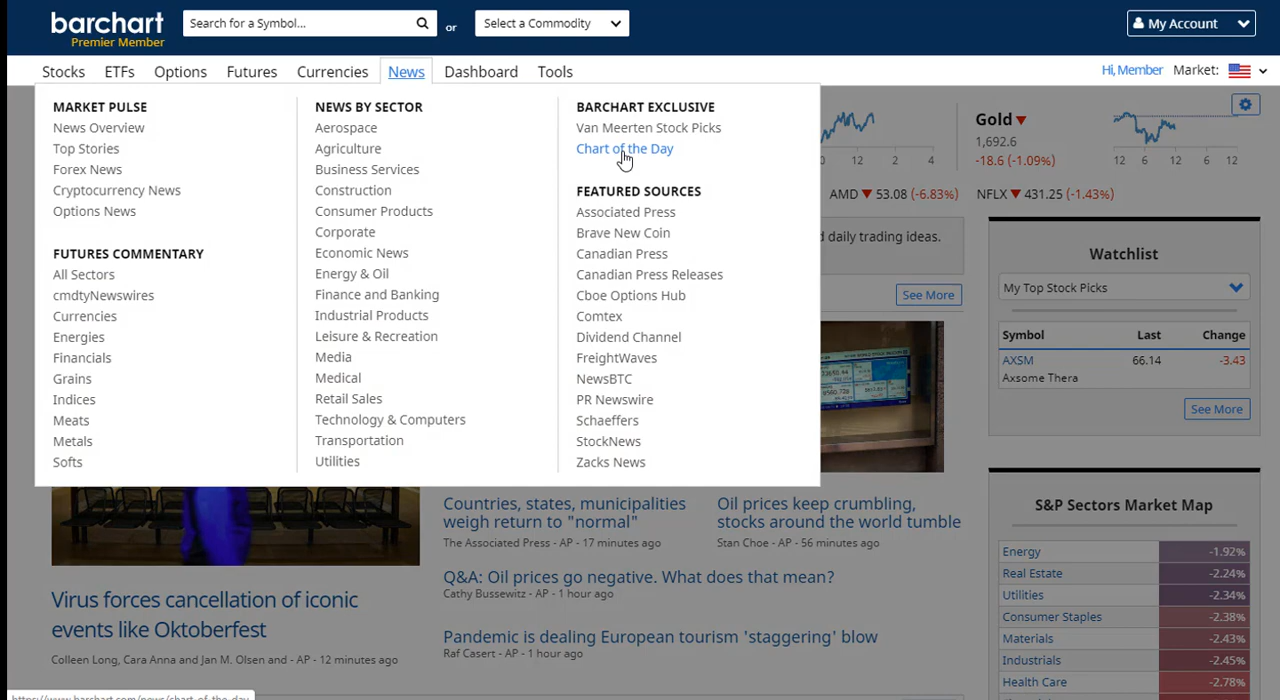 barchart
Premier Member
Search for a Symbol...
or
Select a Commodity
My Account
Stocks ETFs Options Futures Currencies News Dashboard Tools
Hi, Member Market:
MARKET PULSE
News Overview
Top Stories
Forex News
Cryptocurrency News
Options News
FUTURES COMMENTARY
All Sectors
cmdtyNewswires
Currencies
Energies
Financials
Grains
Indices
Meats
Metals
Softs
NEWS BY SECTOR
Aerospace
Agriculture
Business Services
Construction
Consumer Products
Corporate
Economic News
Energy & Oil
Finance and Banking
Industrial Products
Leisure & Recreation
Media
Medical
Retail Sales
Technology & Computers
Transportation
Utilities
BARCHART EXCLUSIVE
Van Meerten Stock Picks
Chart of the Day
FEATURED SOURCES
Associated Press
Brave New Coin
Canadian Press
Canadian Press Releases
Cboe Options Hub
Comtex
Dividend Channel
FreightWaves
NewsBTC
PR Newswire
Schaeffers
StockNews
Zacks News
12 2 4
Gold
1,692.6
-18.6 (-1.09%)
12 6 12 6 12
AMD 53.08 (-6.83%) NFLX 431.25 (-1.43%)
daily trading ideas.
See More
Watchlist
My Top Stock Picks
Symbol Last Change
AXSM 66.14 -3.43
Axsome Thera
See More
Virus forces cancellation of iconic
events like Oktoberfest
Colleen Long, Cara Anna and Jan M. Olsen and - AP - 12 minutes ago
Countries, states, municipalities
weigh return to "normal"
The Associated Press - AP - 17 minutes ago
Oil prices keep crumbling,
stocks around the world tumble
Stan Choe - AP - 56 minutes ago
Q&A: Oil prices go negative. What does that mean?
Cathy Bussewitz - AP - 1 hour ago
Pandemic is dealing European tourism 'staggering' blow
Raf Casert - AP - 1 hour ago
S&P Sectors Market Map
Energy -1.92%
Real Estate -2.24%
Utilities -2.34%
Consumer Staples -2.38%
Materials -2.43%
Industrials -2.45%
Health Care -2.78%